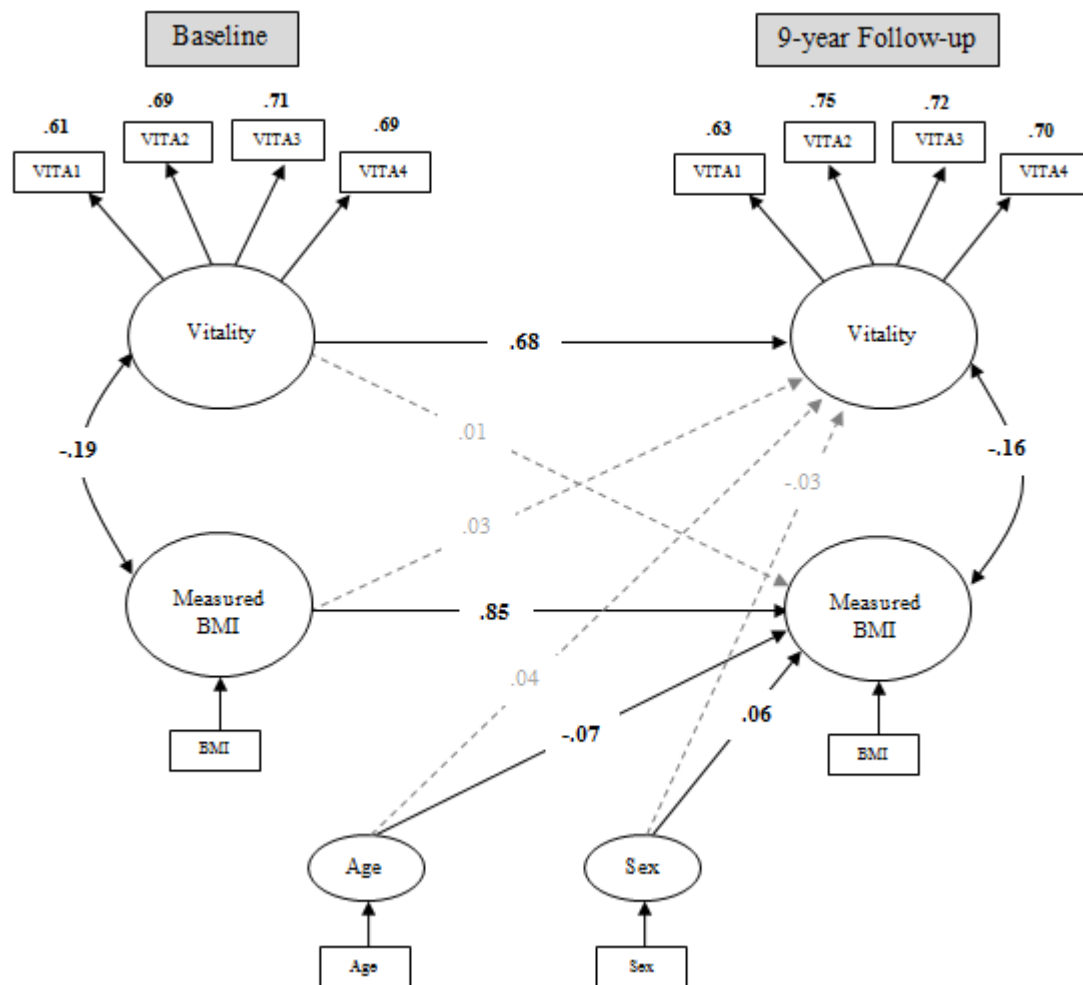 Baseline
9-year Follow-up
.61
.69
.71
.69
VITA1
VITA2
VITA3
VITA4
.63
.75
.72
.70
VITA1
VITA2
VITA3
VITA4
Vitality
.68
Vitality
-.19
.01
.03
-.03
-.16
Measured
BMI
.85
Measured
BMI
.04
-.07
.06
BMI
BMI
Age
Sex
Age
Sex